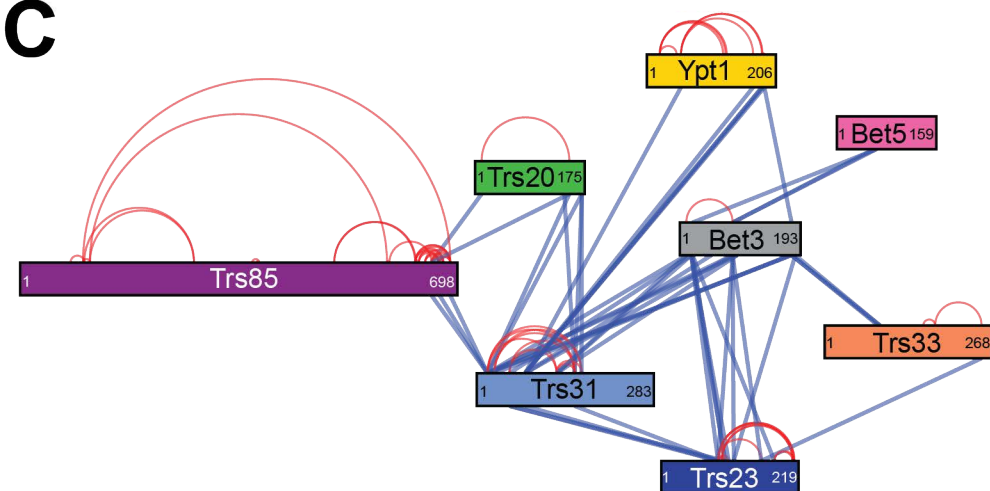 C
1 Ypt1 206
1 Bet5 159
1 Trs20 175
1 Bet3 193
1 Trs85 698
1 Trs33 268
1 Trs31 283
1 Trs23 219